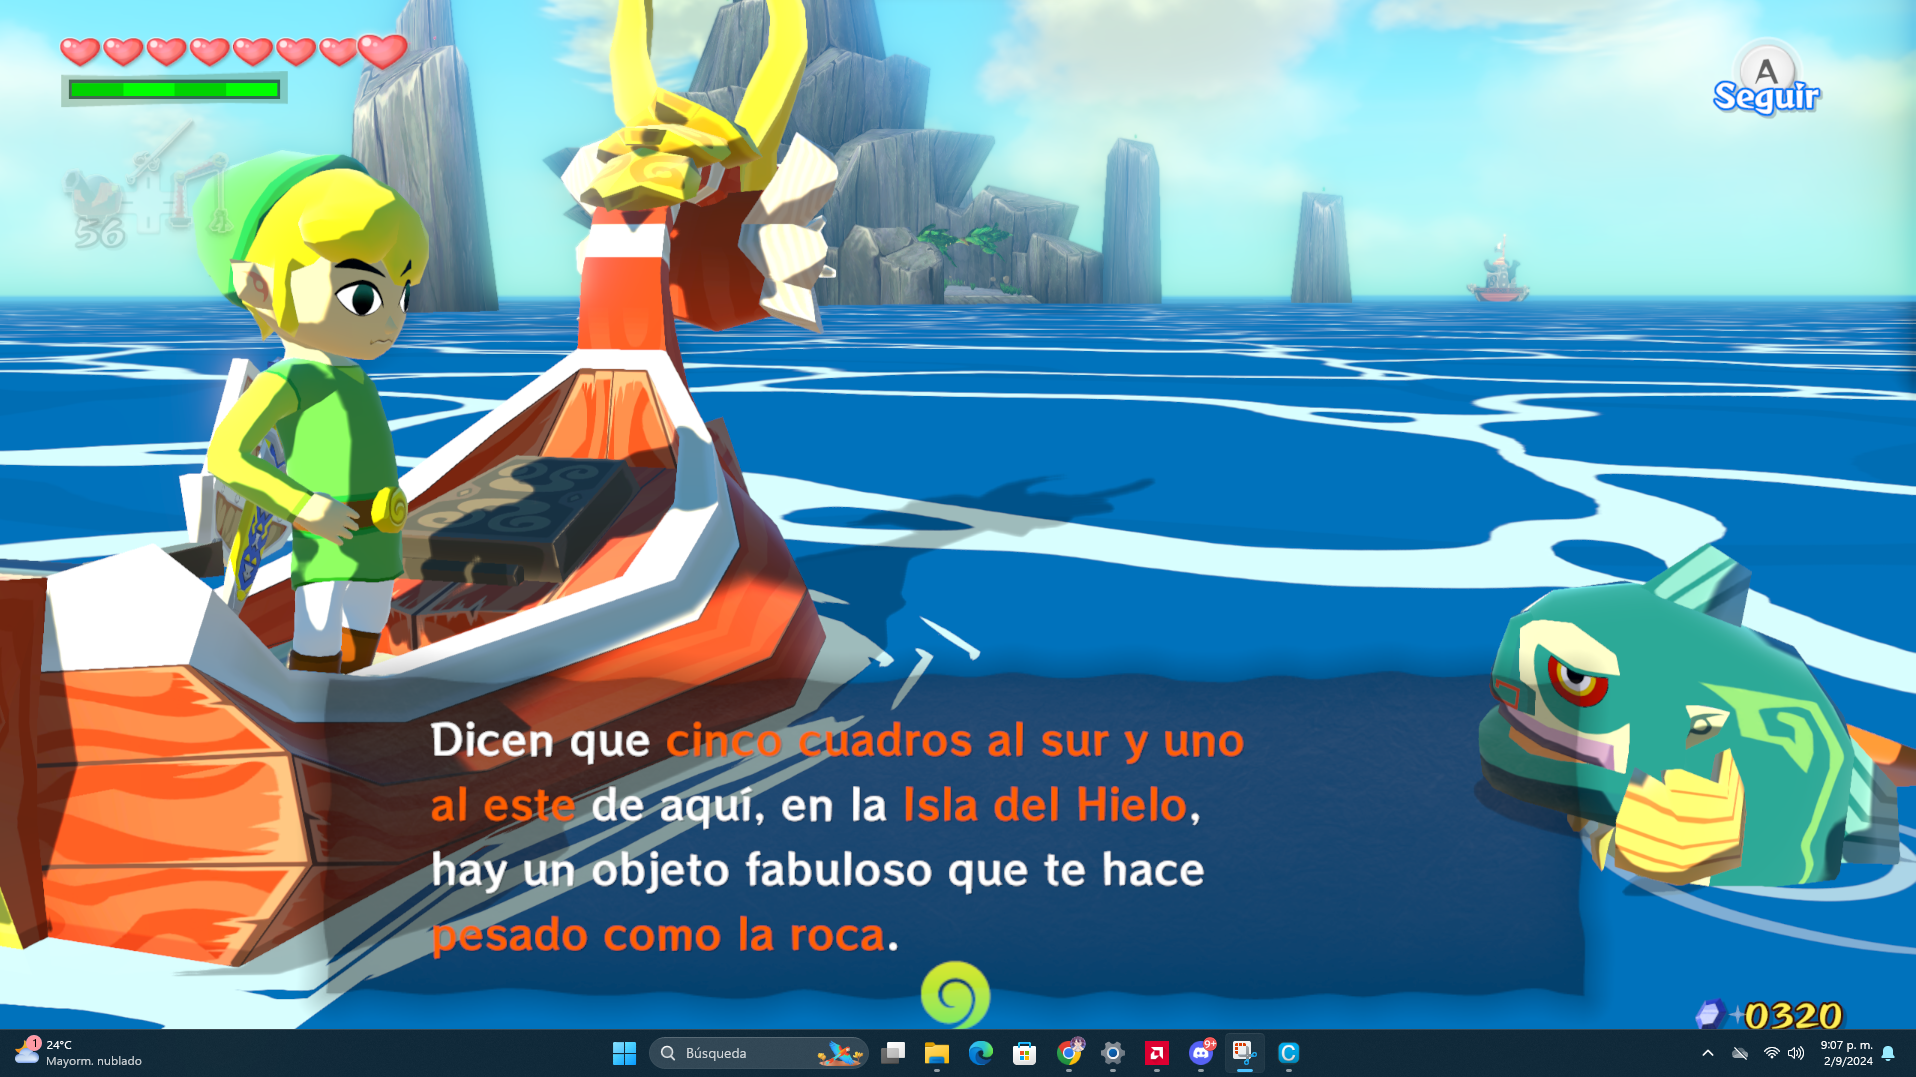 A
Seguir
56
Dicen que cinco cuadros al sur y uno
al este de aquí, en la Isla del Hielo,
hay un objeto fabuloso que te hace
pesado como la roca.
0320
1
24°C
Mayorm. nublado
Búsqueda
9+
9:07 p. m.
2/9/2024